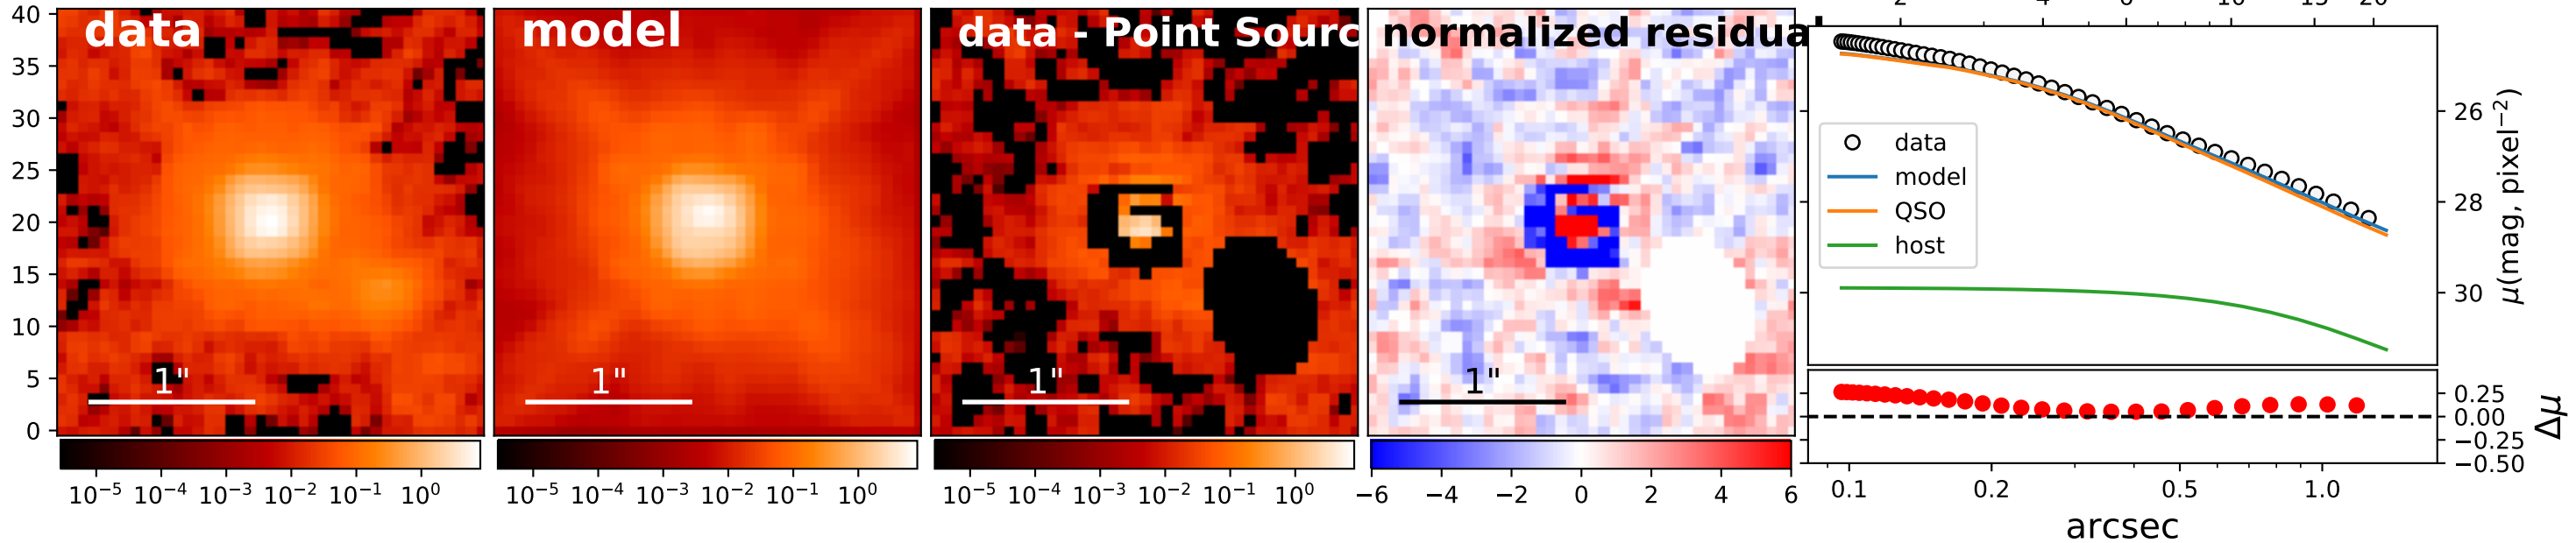 data
model
data - Point Sourc
normalized residual
2 4 6 10 15 20
40
35
30
25
20
15
10
5
0
1"
1"
1"
1"
10⁻⁵ 10⁻⁴ 10⁻³ 10⁻² 10⁻¹ 10⁰
10⁻⁵ 10⁻⁴ 10⁻³ 10⁻² 10⁻¹ 10⁰
10⁻⁵ 10⁻⁴ 10⁻³ 10⁻² 10⁻¹ 10⁰
−6 −4 −2 0 2 4 6
data
model
QSO
host
26
28
30
μ(mag, pixel⁻²)
0.25
0.00
−0.25
−0.50
Δμ
0.1 0.2 0.5 1.0
arcsec